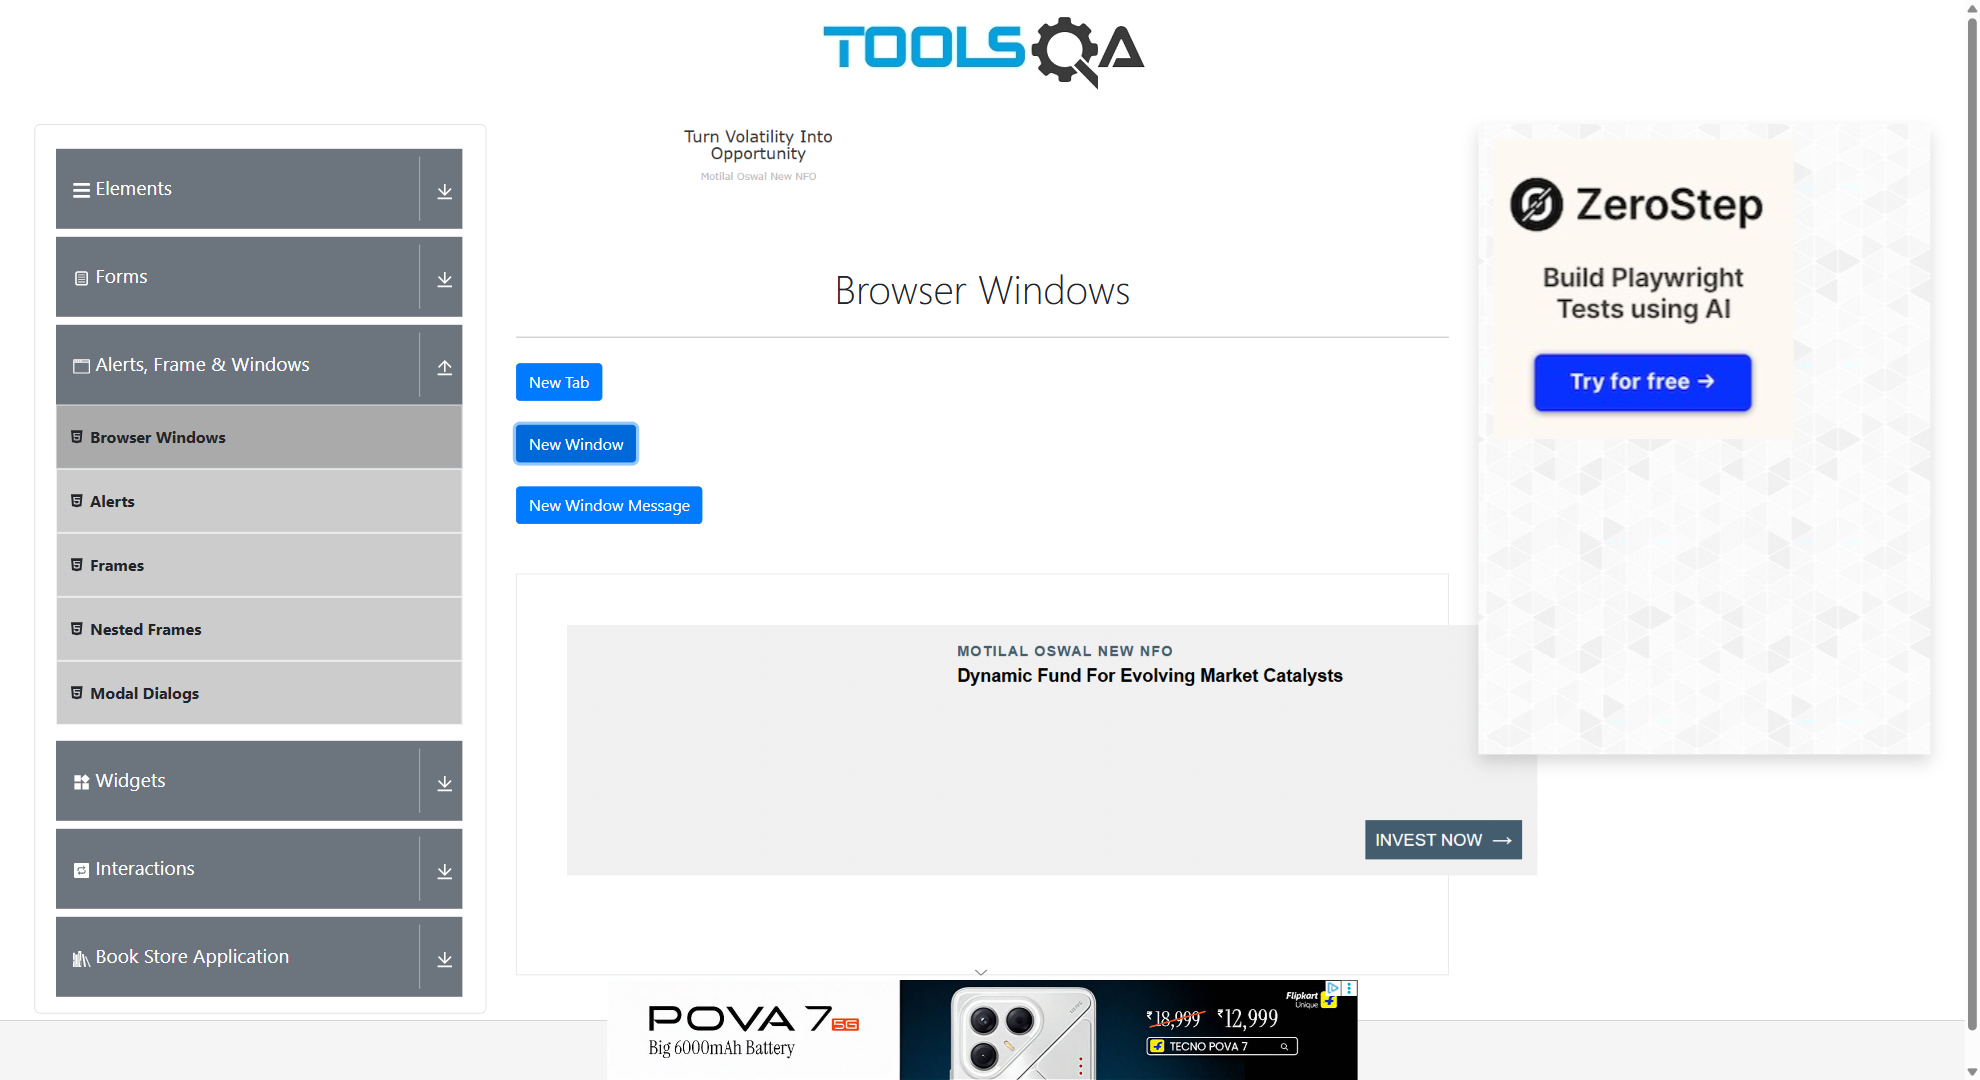 TOOLSQA
Elements
Forms
Alerts, Frame & Windows
Browser Windows
Alerts
Frames
Nested Frames
Modal Dialogs
Widgets
Interactions
Book Store Application
Turn Volatility Into
Opportunity
Motilal Oswal New NFO
Browser Windows
New Tab
New Window
New Window Message
MOTILAL OSWAL NEW NFO
Dynamic Fund For Evolving Market Catalysts
INVEST NOW →
ZeroStep
Build Playwright
Tests using AI
Try for free →
POVA 7 5G
Big 6000mAh Battery
₹18,999 ₹12,999
TECNO POVA 7
Flipkart
Unique